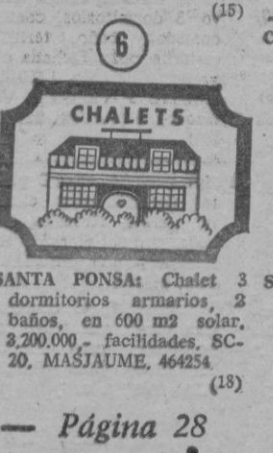 (15)
6
CHALETS
SANTA PONSA: Chalet 3
dormitorios armarios, 2
baños, en 600 m2 solar,
3,200,000,- facilidades, SC-
20, MASJAUME, 464254
(18)
— Página 28